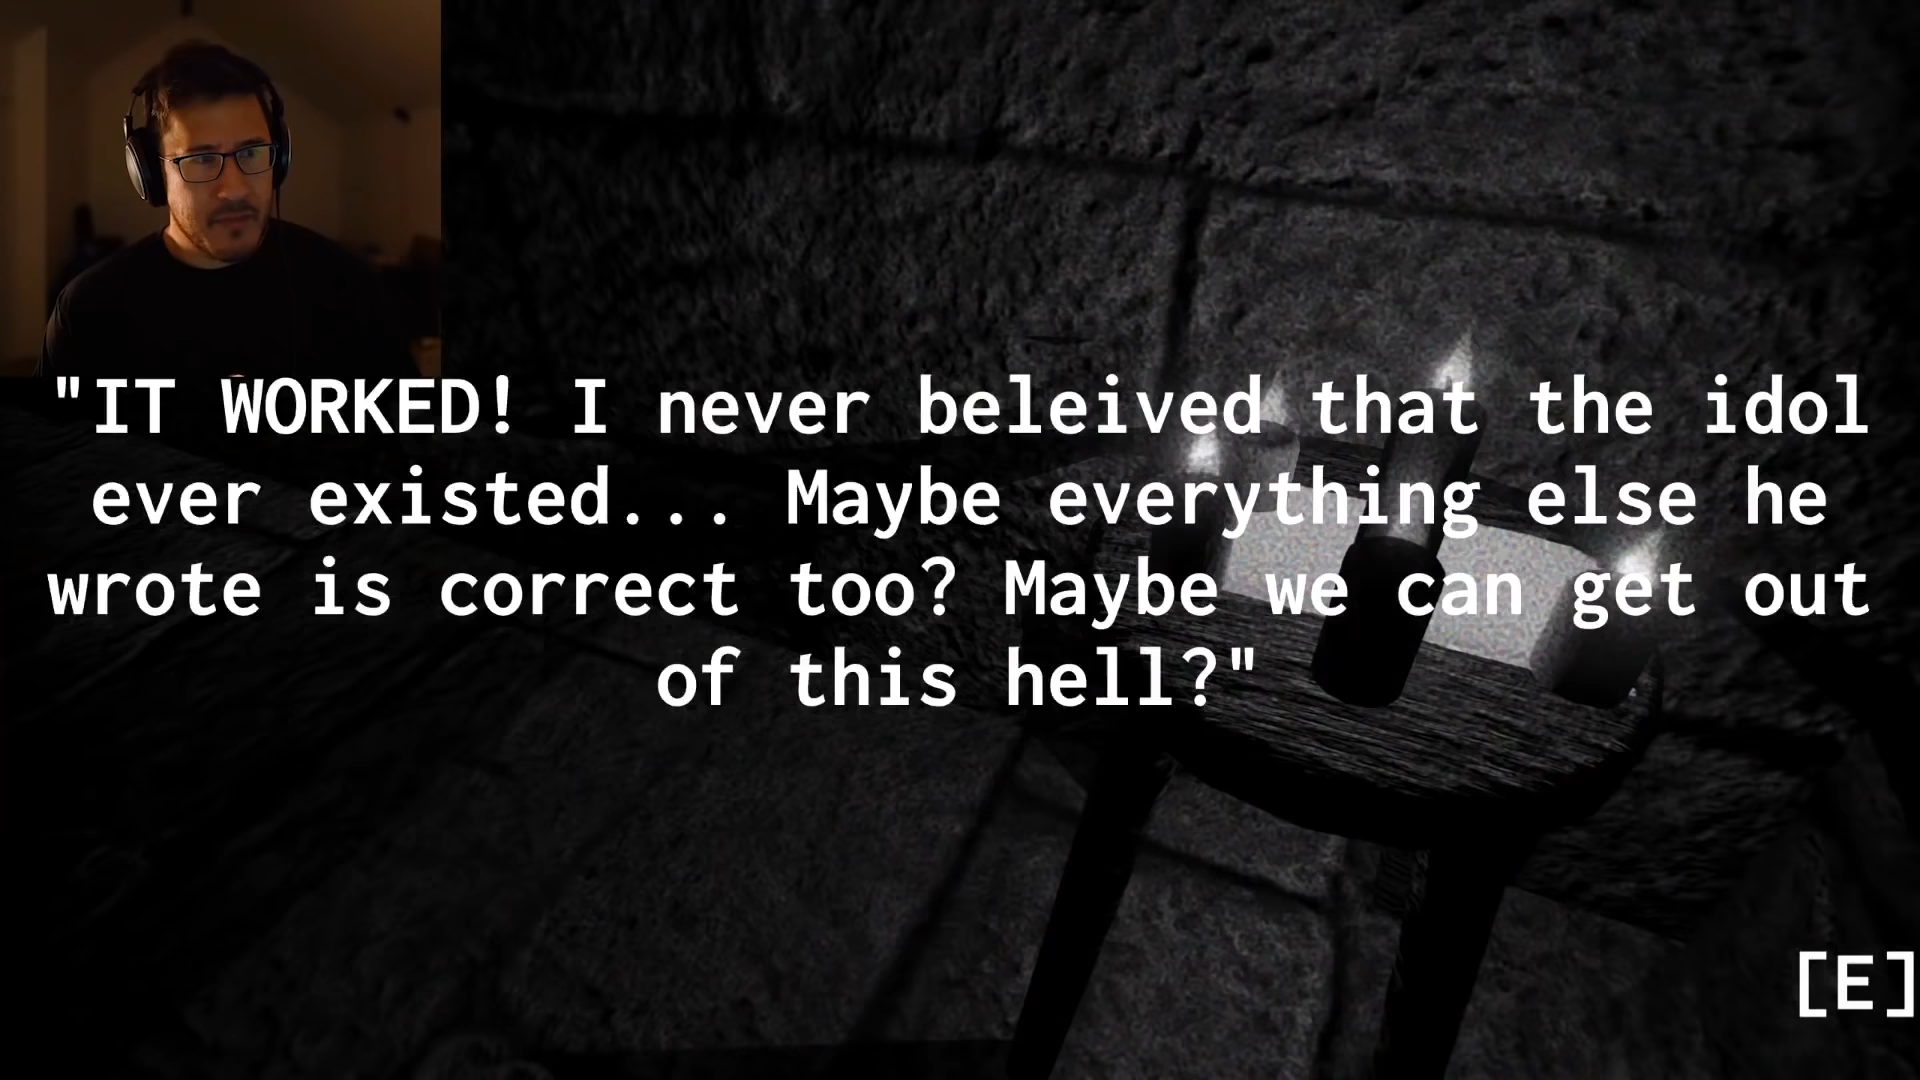 "IT WORKED! I never beleived that the idol
ever existed... Maybe everything else he
wrote is correct too? Maybe we can get out
of this hell?"
[E]